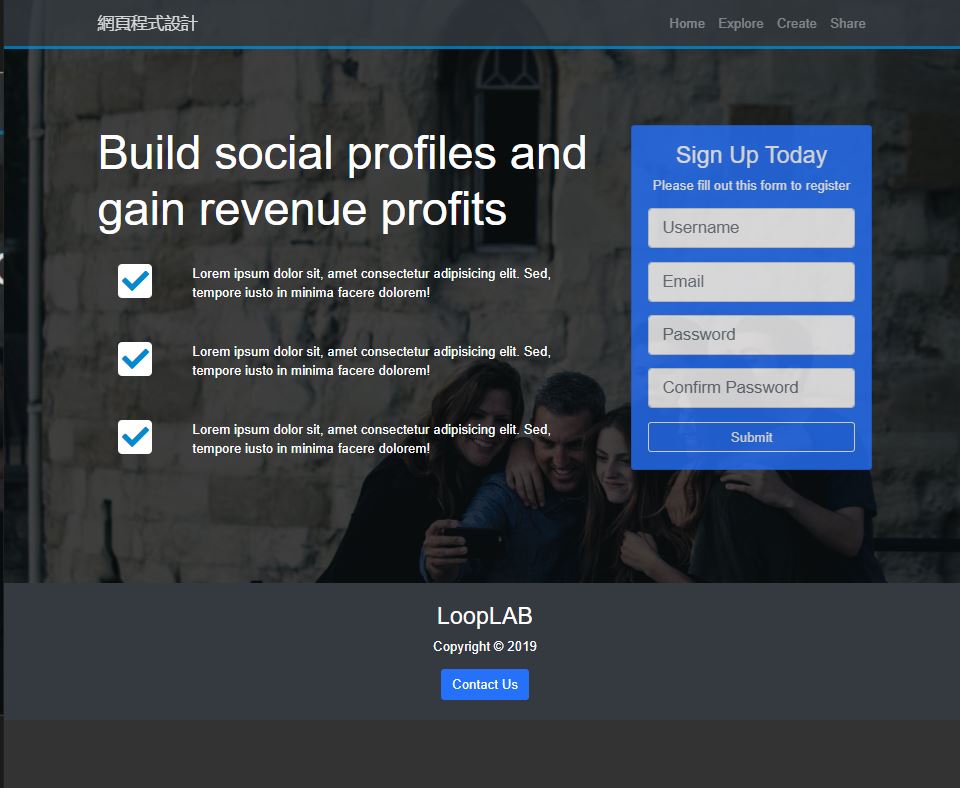 網頁程式設計
Home Explore Create Share
Build social profiles and
gain revenue profits
Lorem ipsum dolor sit, amet consectetur adipisicing elit. Sed,
tempore iusto in minima facere dolorem!
Lorem ipsum dolor sit, amet consectetur adipisicing elit. Sed,
tempore iusto in minima facere dolorem!
Lorem ipsum dolor sit, amet consectetur adipisicing elit. Sed,
tempore iusto in minima facere dolorem!
Sign Up Today
Please fill out this form to register
Username
Email
Password
Confirm Password
Submit
LoopLAB
Copyright © 2019
Contact Us